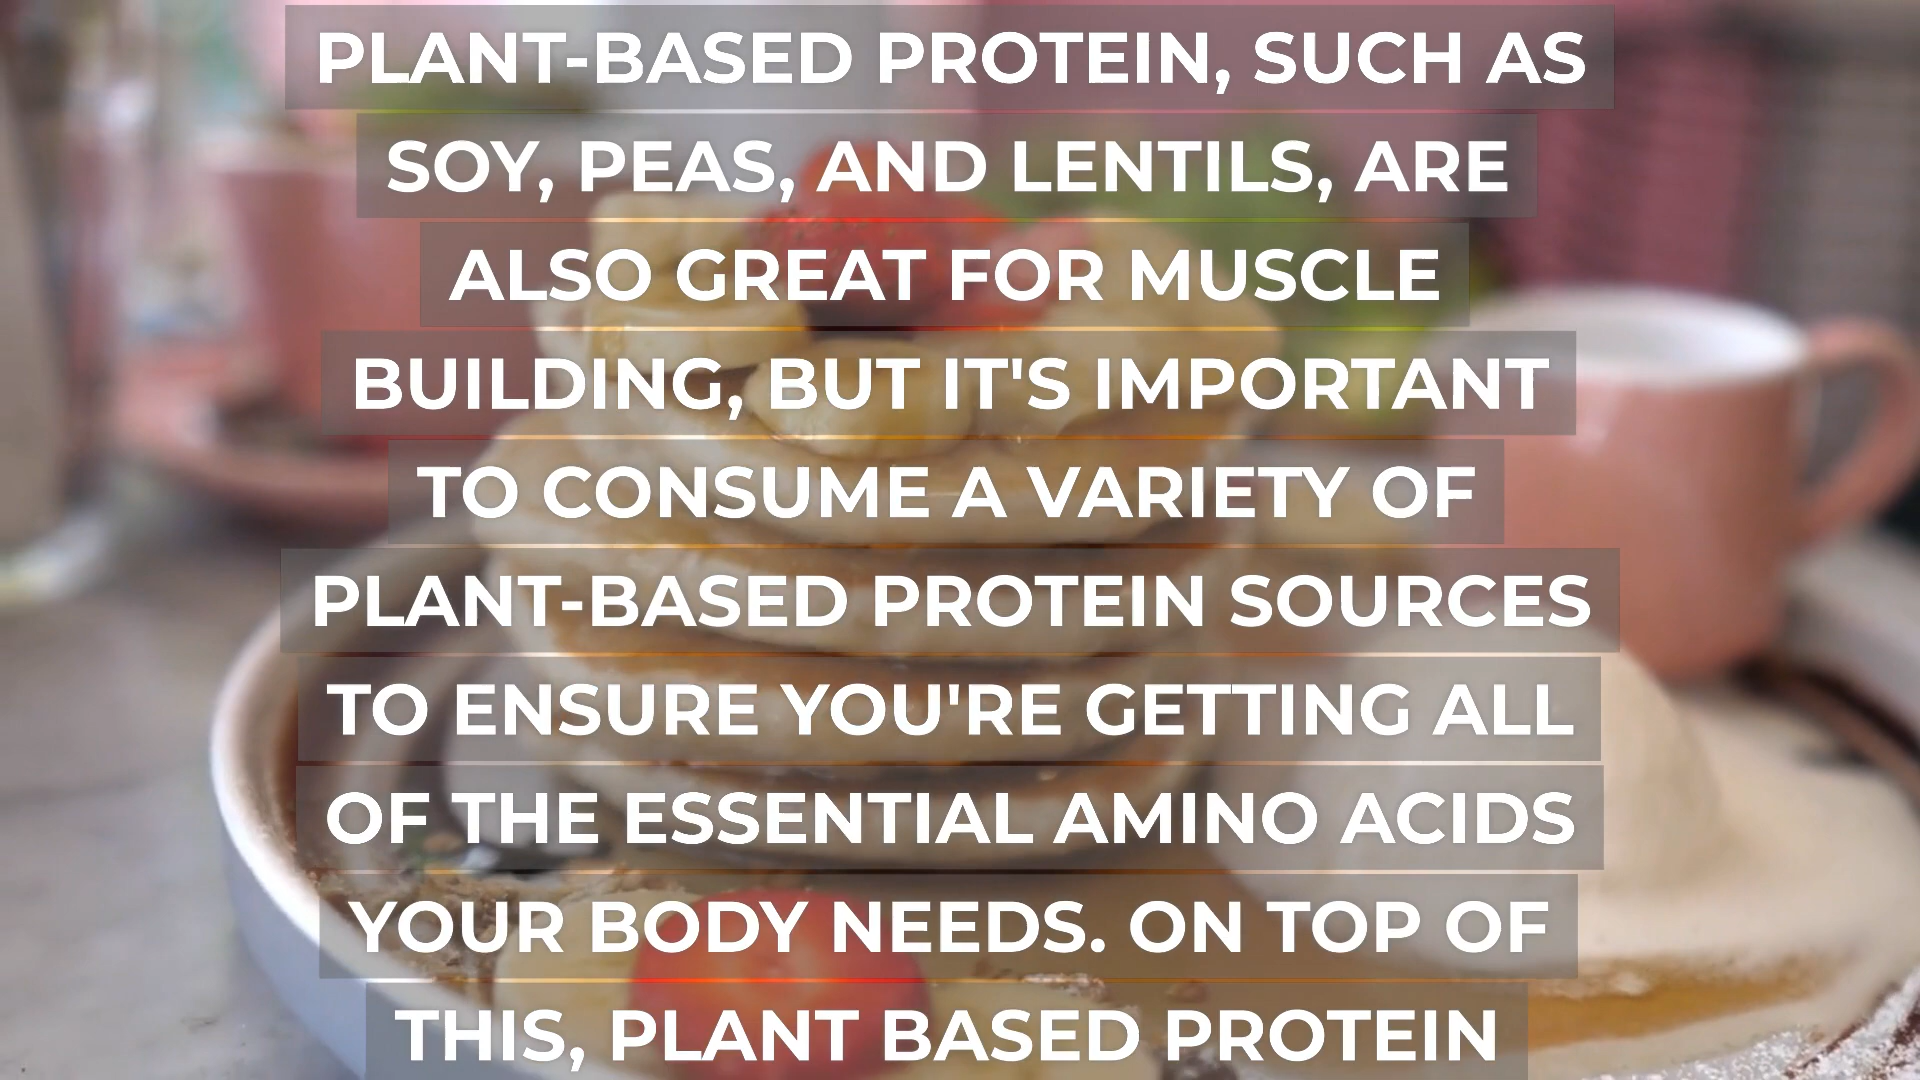 PLANT-BASED PROTEIN, SUCH AS
SOY, PEAS, AND LENTILS, ARE
ALSO GREAT FOR MUSCLE
BUILDING, BUT IT'S IMPORTANT
TO CONSUME A VARIETY OF
PLANT-BASED PROTEIN SOURCES
TO ENSURE YOU'RE GETTING ALL
OF THE ESSENTIAL AMINO ACIDS
YOUR BODY NEEDS. ON TOP OF
THIS, PLANT BASED PROTEIN